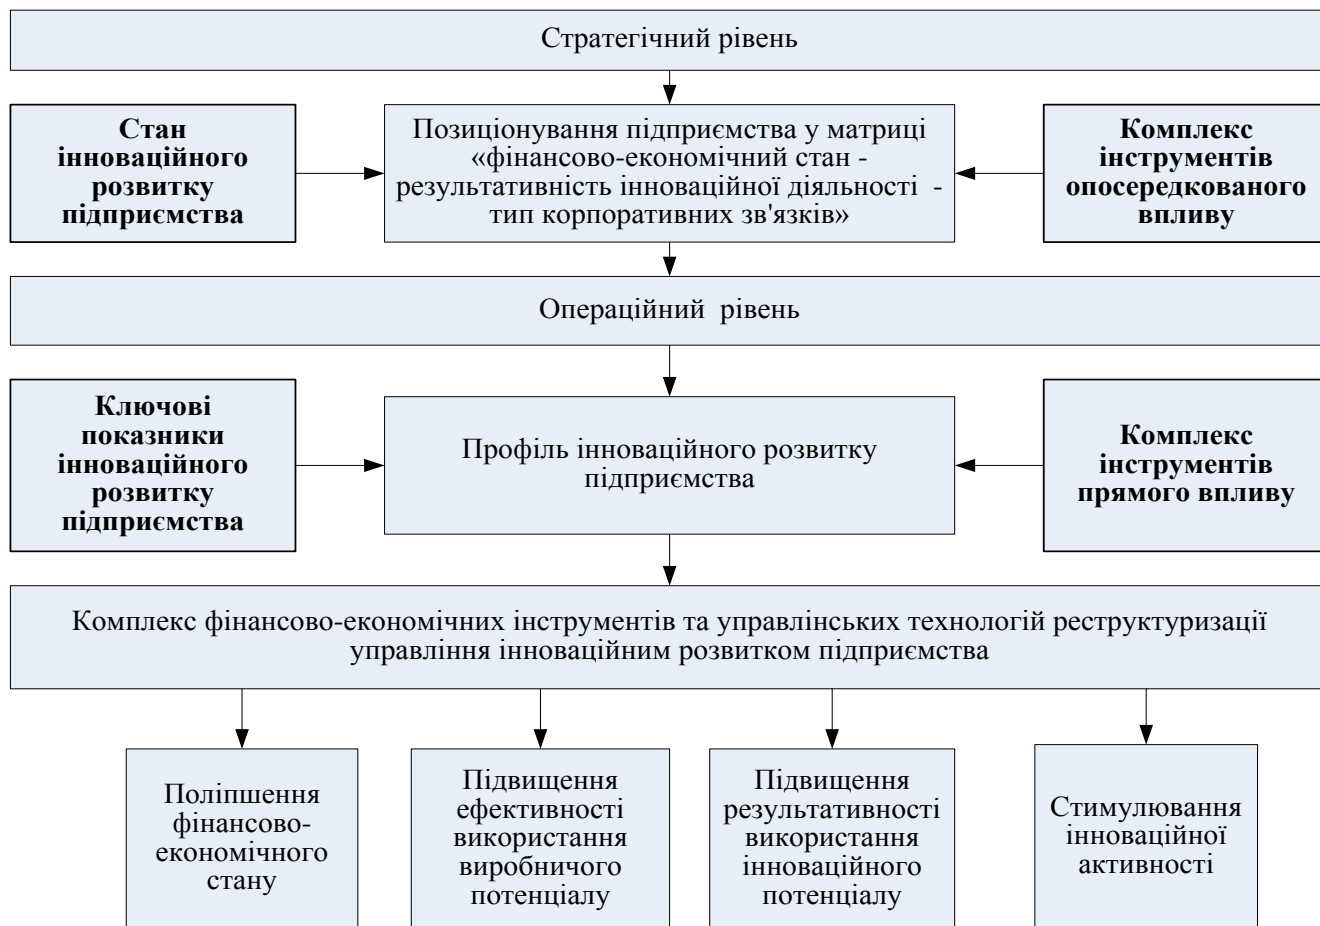 Стратегічний рівень
Стан
інноваційного
розвитку
підприємства
Позиціонування підприємства у матриці
«фінансово-економічний стан -
результативність інноваційної діяльності -
тип корпоративних зв'язків»
Комплекс
інструментів
опосередкованого
впливу
Операційний рівень
Ключові
показники
інноваційного
розвитку
підприємства
Профіль інноваційного розвитку
підприємства
Комплекс
інструментів
прямого впливу
Комплекс фінансово-економічних інструментів та управлінських технологій реструктуризації
управління інноваційним розвитком підприємства
Поліпшення
фінансово-
економічного
стану
Підвищення
ефективності
використання
виробничого
потенціалу
Підвищення
результативності
використання
інноваційного
потенціалу
Стимулювання
інноваційної
активності